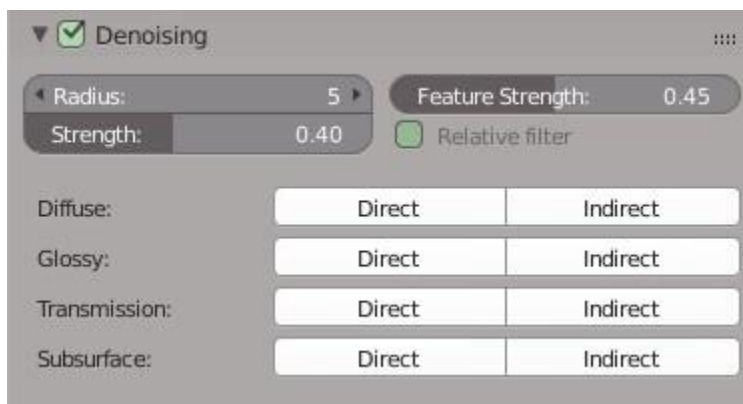 Denoising
Radius: 5 Feature Strength: 0.45
Strength: 0.40 Relative filter
Diffuse: Direct Indirect
Glossy: Direct Indirect
Transmission: Direct Indirect
Subsurface: Direct Indirect